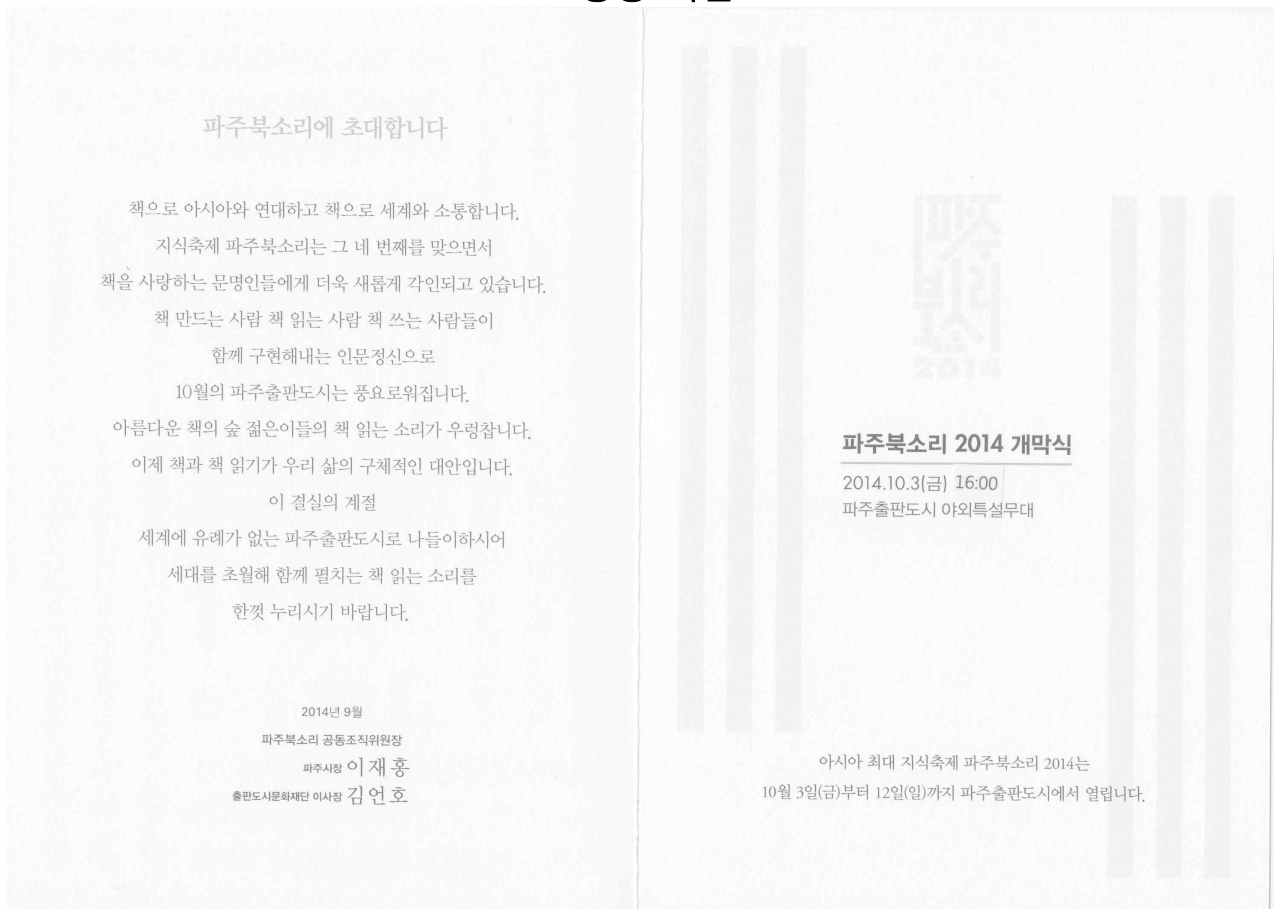 파주북소리에 초대합니다
책으로 아시아와 연대하고 책으로 세계와 소통합니다.
지식축제 파주북소리는 그 네 번째를 맞으면서
책을 사랑하는 문명인들에게 더욱 새롭게 각인되고 있습니다.
책 만드는 사람 책 읽는 사람 책 쓰는 사람들이
함께 구현해내는 인문정신으로
10월의 파주출판도시는 풍요로워집니다.
아름다운 책의 숲 젊은이들의 책 읽는 소리가 우렁찹니다.
이제 책과 책 읽기가 우리 삶의 구체적인 대안입니다.
이 결실의 계절
세계에 유례가 없는 파주출판도시로 나들이하시어
세대를 초월해 함께 펼치는 책 읽는 소리를
한껏 누리시기 바랍니다.
2014년 9월
파주북소리 공동조직위원장
파주시장 이재홍
출판도시문화재단 이사장 김언호
파주
북소리
2014
파주북소리 2014 개막식
2014.10.3(금) 16:00
파주출판도시 야외특설무대
아시아 최대 지식축제 파주북소리 2014는
10월 3일(금)부터 12일(일)까지 파주출판도시에서 열립니다.